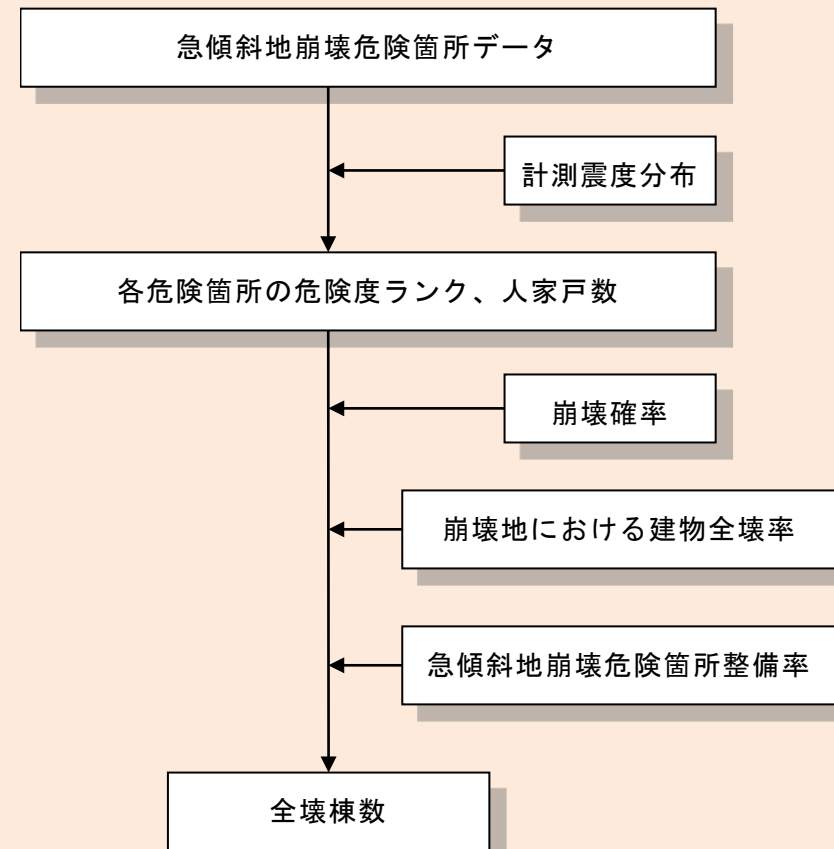 急傾斜地崩壊危険箇所データ
計測震度分布
各危険箇所の危険度ランク、人家戸数
崩壊確率
崩壊地における建物全壊率
急傾斜地崩壊危険箇所整備率
全壊棟数